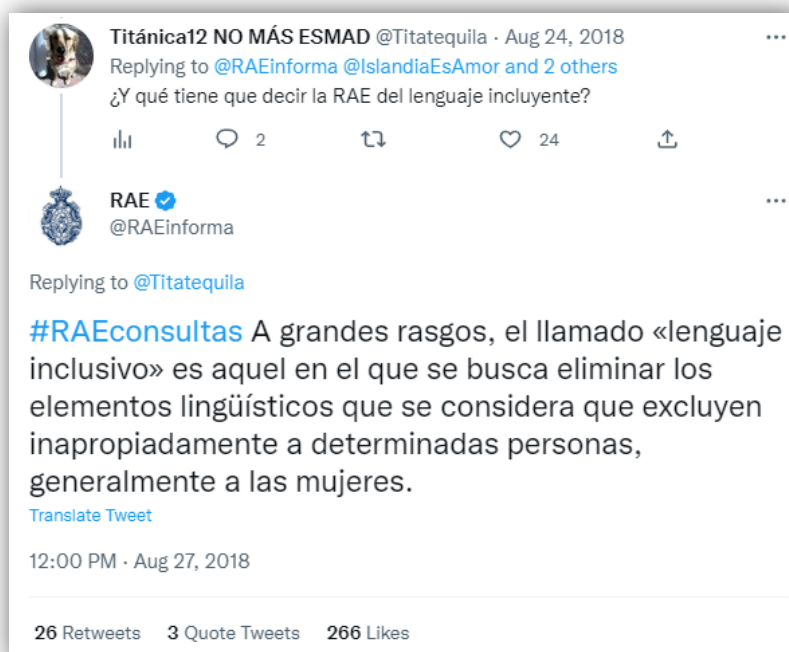 Titánica12 NO MÁS ESMAD @Titatequila · Aug 24, 2018
Replying to @RAEinforma @IslandiaEsAmor and 2 others
¿Y qué tiene que decir la RAE del lenguaje incluyente?
2 24
RAE
@RAEinforma
Replying to @Titatequila
#RAEconsultas A grandes rasgos, el llamado «lenguaje
inclusivo» es aquel en el que se busca eliminar los
elementos lingüísticos que se considera que excluyen
inapropiadamente a determinadas personas,
generalmente a las mujeres.
Translate Tweet
12:00 PM · Aug 27, 2018
26 Retweets 3 Quote Tweets 266 Likes